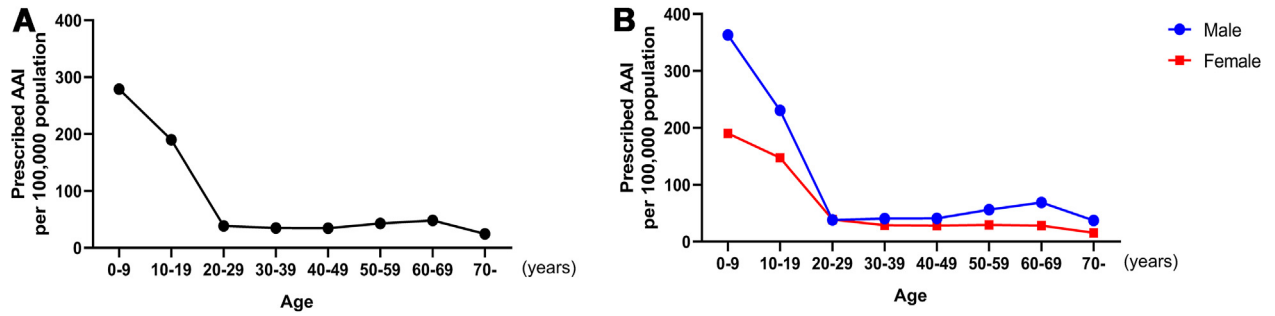 A
Prescribed AAI
per 100,000 population
400
300
200
100
0
0-9 10-19 20-29 30-39 40-49 50-59 60-69 70- (years)
Age
B
Prescribed AAI
per 100,000 population
400
300
200
100
0
0-9 10-19 20-29 30-39 40-49 50-59 60-69 70- (years)
Age
Male
Female